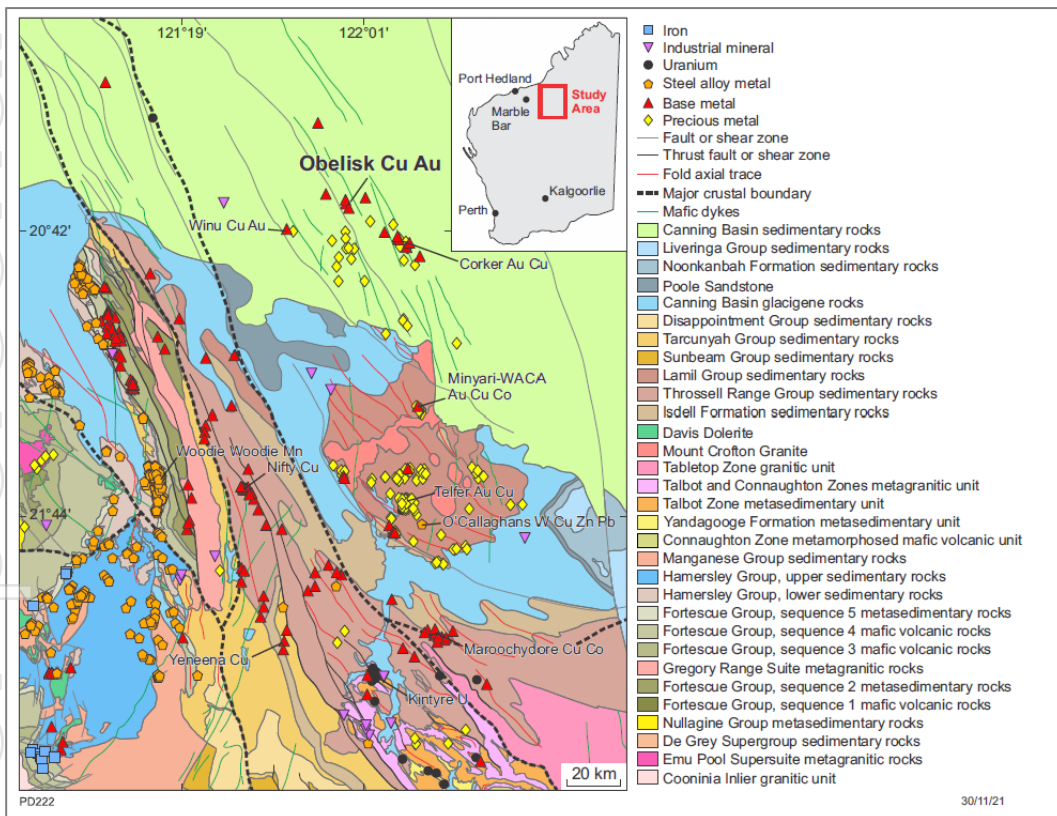 121°19'
122°01'
20°42'
21°44'
Obelisk Cu Au
Winu Cu Au
Corker Au Cu
Minyari-WACA
Au Cu Co
Woodie Woodie Mn
Nifty Cu
Telfer Au Cu
O'Callaghans W Cu Zn Pb
Maroochydore Cu Co
Yeneena Cu
Kintyre U
20 km
Port Hedland
Marble
Bar
Study
Area
Kalgoorlie
Perth
Iron
Industrial mineral
Uranium
Steel alloy metal
Base metal
Precious metal
Fault or shear zone
Thrust fault or shear zone
Fold axial trace
Major crustal boundary
Mafic dykes
Canning Basin sedimentary rocks
Liveringa Group sedimentary rocks
Noonkanbah Formation sedimentary rocks
Poole Sandstone
Canning Basin glacigene rocks
Disappointment Group sedimentary rocks
Tarcunyah Group sedimentary rocks
Sunbeam Group sedimentary rocks
Lamil Group sedimentary rocks
Throssell Range Group sedimentary rocks
Isdell Formation sedimentary rocks
Davis Dolerite
Mount Crofton Granite
Tabletop Zone granitic unit
Talbot and Connaughton Zones metagranitic unit
Talbot Zone metasedimentary unit
Yandagooge Formation metasedimentary unit
Connaughton Zone metamorphosed mafic volcanic unit
Manganese Group sedimentary rocks
Hamersley Group, upper sedimentary rocks
Hamersley Group, lower sedimentary rocks
Fortescue Group, sequence 5 metasedimentary rocks
Fortescue Group, sequence 4 mafic volcanic rocks
Fortescue Group, sequence 3 mafic volcanic rocks
Gregory Range Suite metagranitic rocks
Fortescue Group, sequence 2 metasedimentary rocks
Fortescue Group, sequence 1 mafic volcanic rocks
Nullagine Group metasedimentary rocks
De Grey Supergroup sedimentary rocks
Emu Pool Supersuite metagranitic rocks
Cooninia Inlier granitic unit
PD222
30/11/21